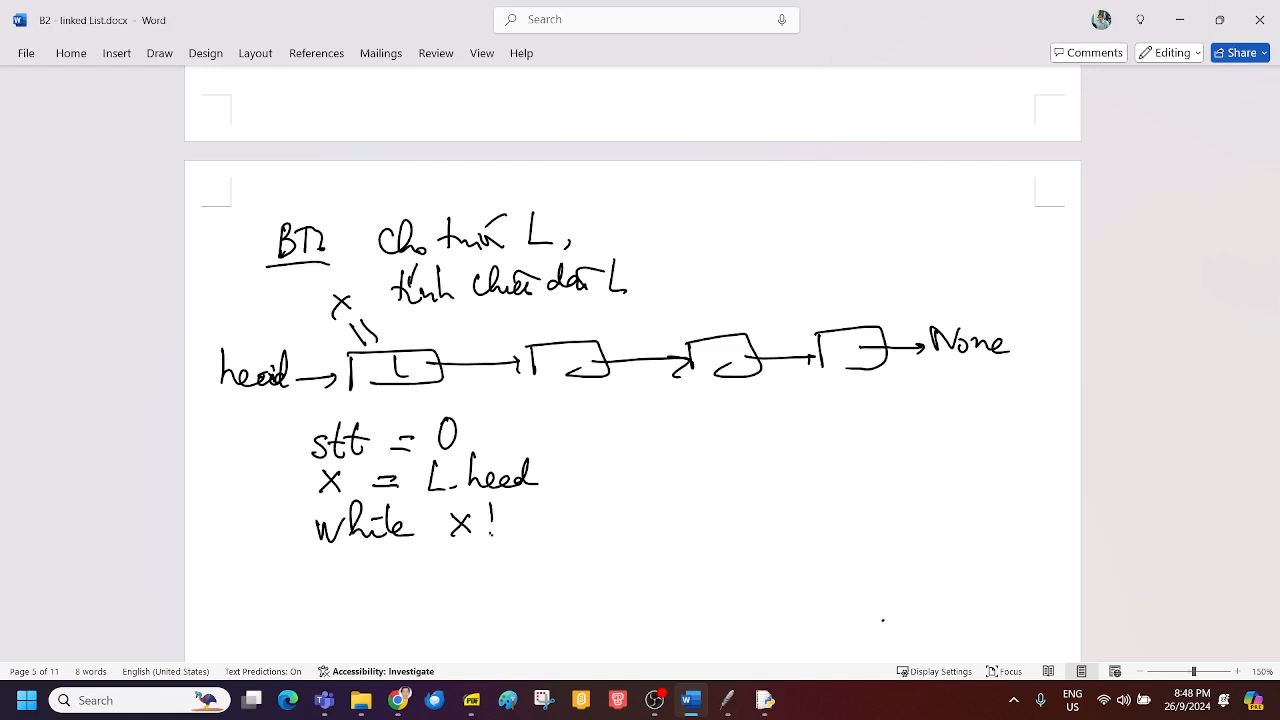 B2 - linked List.docx - Word
Search
File Home Insert Draw Design Layout References Mailings Review View Help
Comments Editing Share
BT2 Cho trước L,
tính chiều dài L
x
head L None
stt = 0
x = L.head
while x!
Page 5 of 11 8 words English (United States) Text Predictions: On Accessibility: Investigate Display Settings Focus 150%
Search PDF ENG 8:48 PM
US 26/9/2024